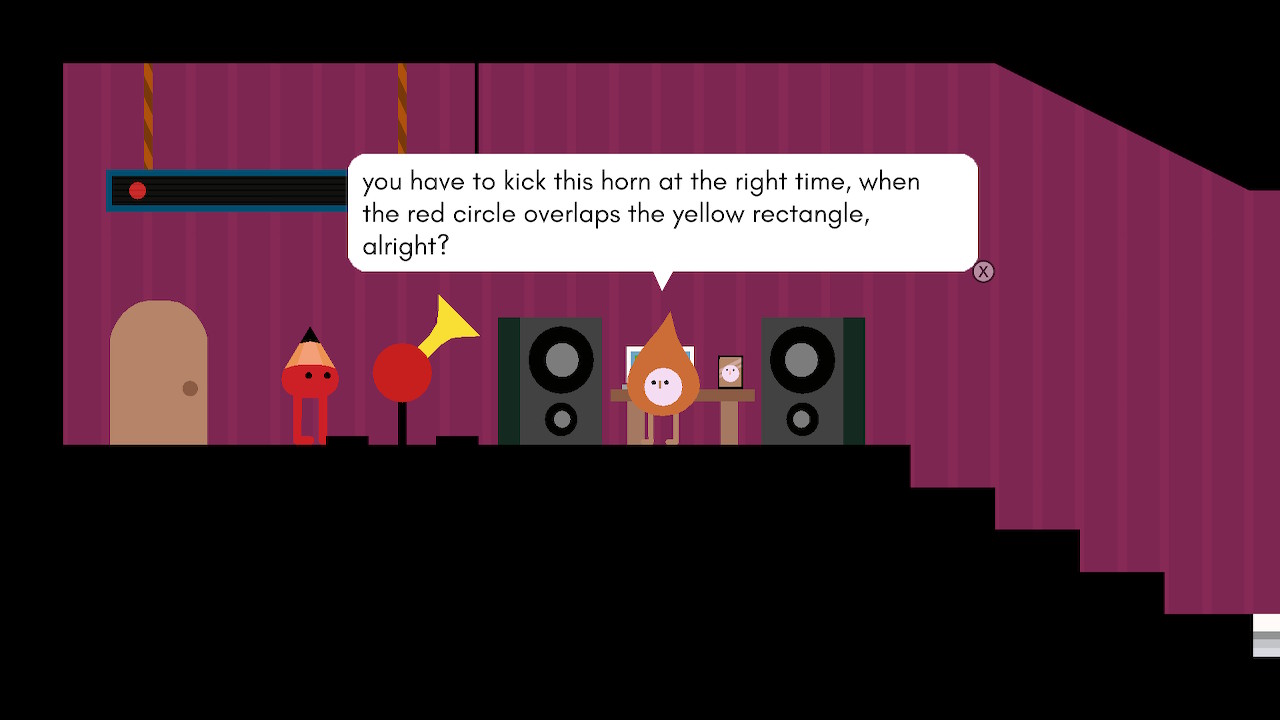 you have to kick this horn at the right time, when
the red circle overlaps the yellow rectangle,
alright?
X